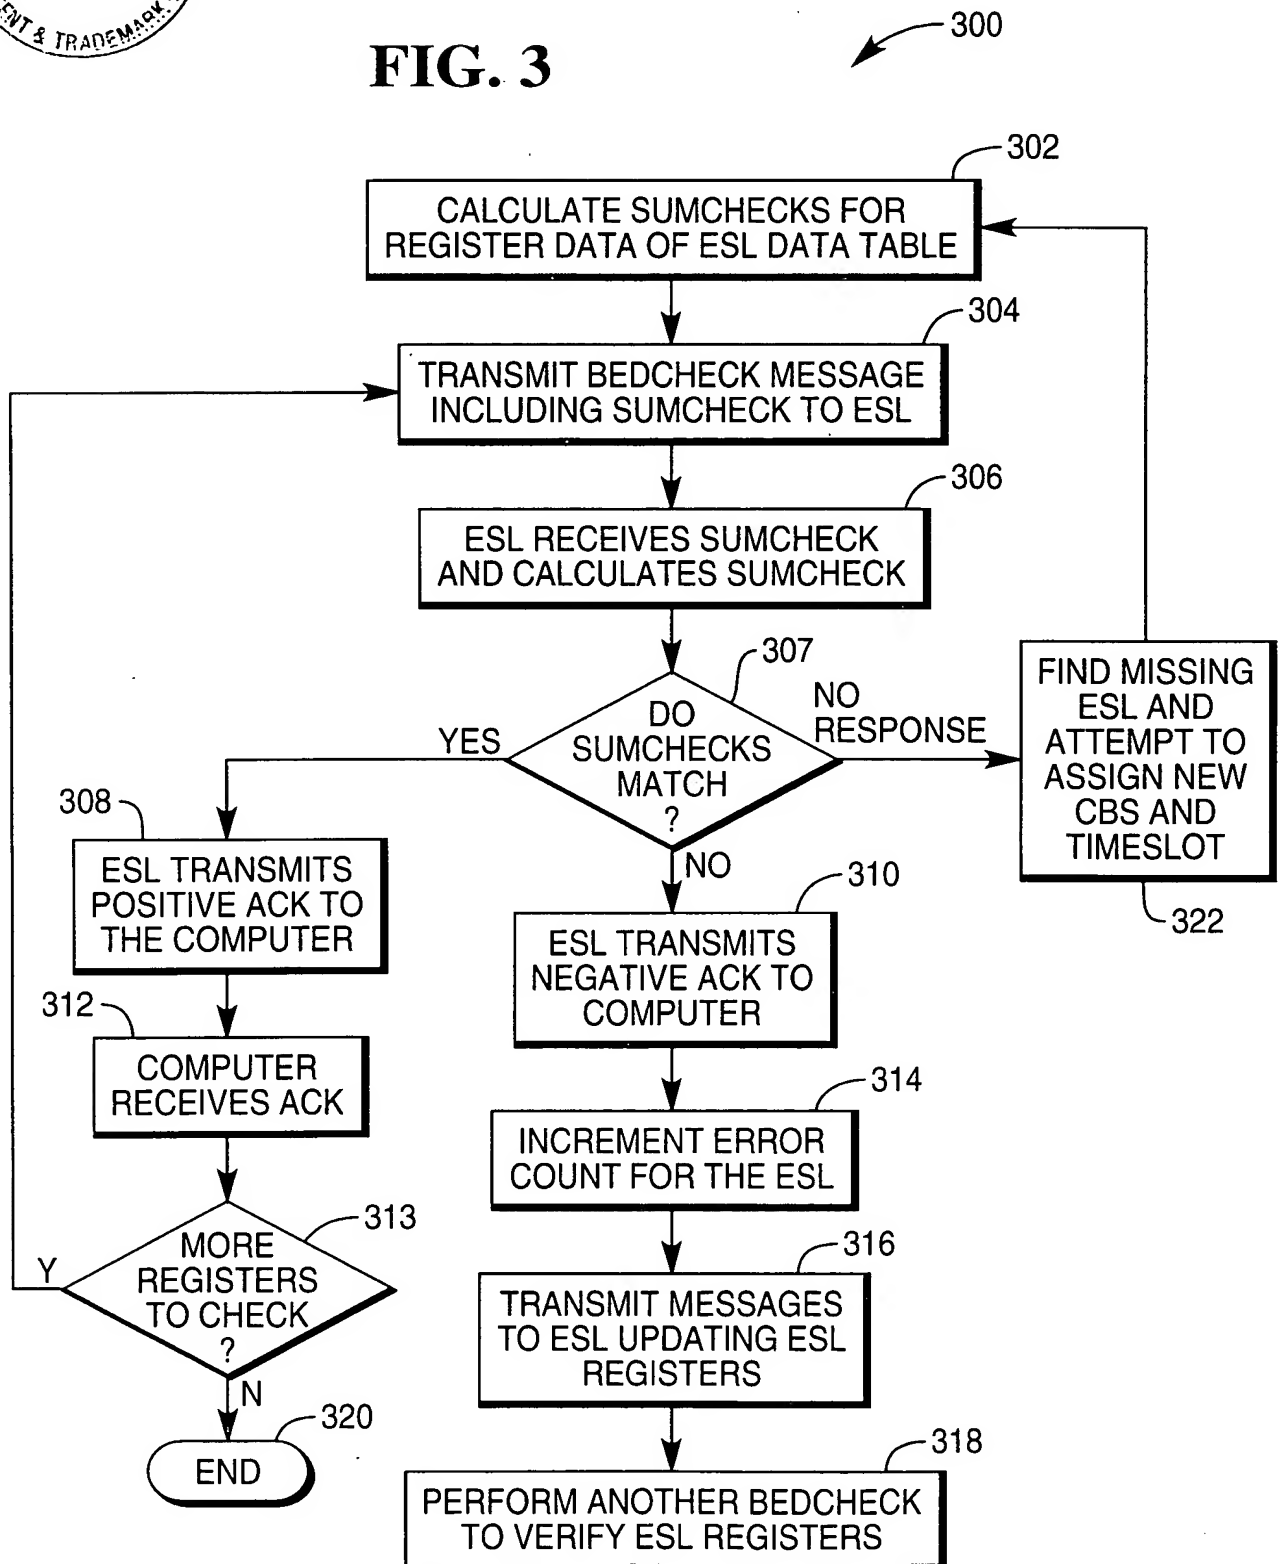 ENT & TRADEMARK
FIG. 3
300
302
CALCULATE SUMCHECKS FOR
REGISTER DATA OF ESL DATA TABLE
304
TRANSMIT BEDCHECK MESSAGE
INCLUDING SUMCHECK TO ESL
306
ESL RECEIVES SUMCHECK
AND CALCULATES SUMCHECK
307
DO
SUMCHECKS
MATCH
?
YES
NO
RESPONSE
FIND MISSING
ESL AND
ATTEMPT TO
ASSIGN NEW
CBS AND
TIMESLOT
322
308
ESL TRANSMITS
POSITIVE ACK TO
THE COMPUTER
NO
310
ESL TRANSMITS
NEGATIVE ACK TO
COMPUTER
312
COMPUTER
RECEIVES ACK
314
INCREMENT ERROR
COUNT FOR THE ESL
313
MORE
REGISTERS
TO CHECK
?
Y
N
316
TRANSMIT MESSAGES
TO ESL UPDATING ESL
REGISTERS
320
END
318
PERFORM ANOTHER BEDCHECK
TO VERIFY ESL REGISTERS